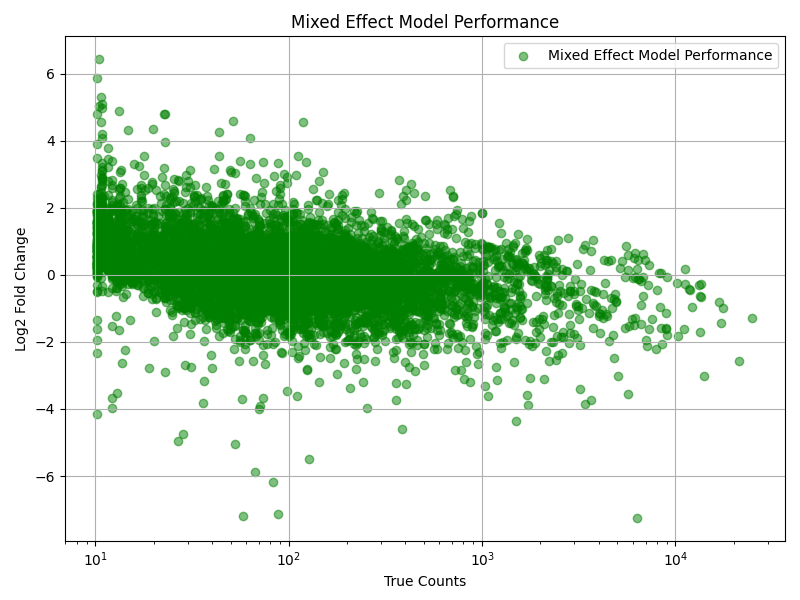 Mixed Effect Model Performance
Mixed Effect Model Performance
6
4
2
0
−2
−4
−6
Log2 Fold Change
10¹ 10² 10³ 10⁴
True Counts